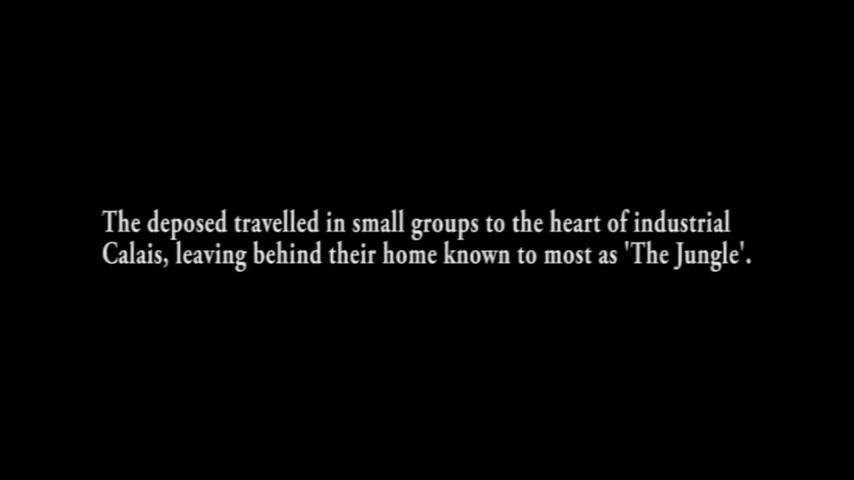 The deposed travelled in small groups to the heart of industrial
Calais, leaving behind their home known to most as 'The Jungle'.